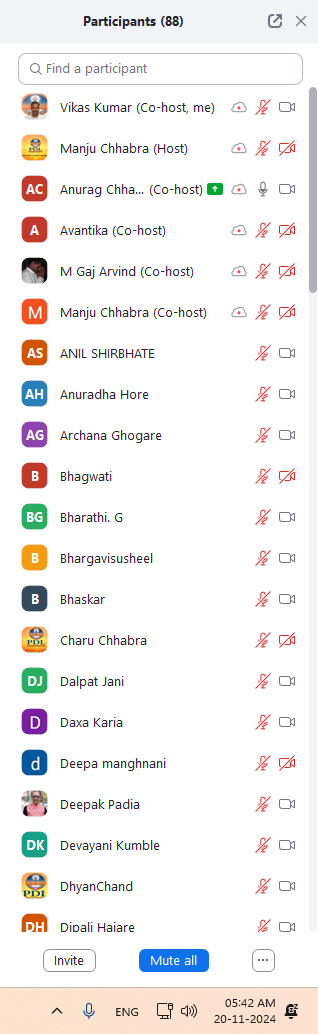 Participants (88)
Find a participant
Vikas Kumar (Co-host, me)
PDL Manju Chhabra (Host)
AC Anurag Chha... (Co-host)
A Avantika (Co-host)
M Gaj Arvind (Co-host)
M Manju Chhabra (Co-host)
AS ANIL SHIRBHATE
AH Anuradha Hore
AG Archana Ghogare
B Bhagwati
BG Bharathi. G
B Bhargavisusheel
B Bhaskar
PDL Charu Chhabra
DJ Dalpat Jani
D Daxa Karia
d Deepa manghnani
Deepak Padia
DK Devayani Kumble
PDL DhyanChand
DH Dipali Hajare
Invite Mute all ...
ENG 05:42 AM
20-11-2024